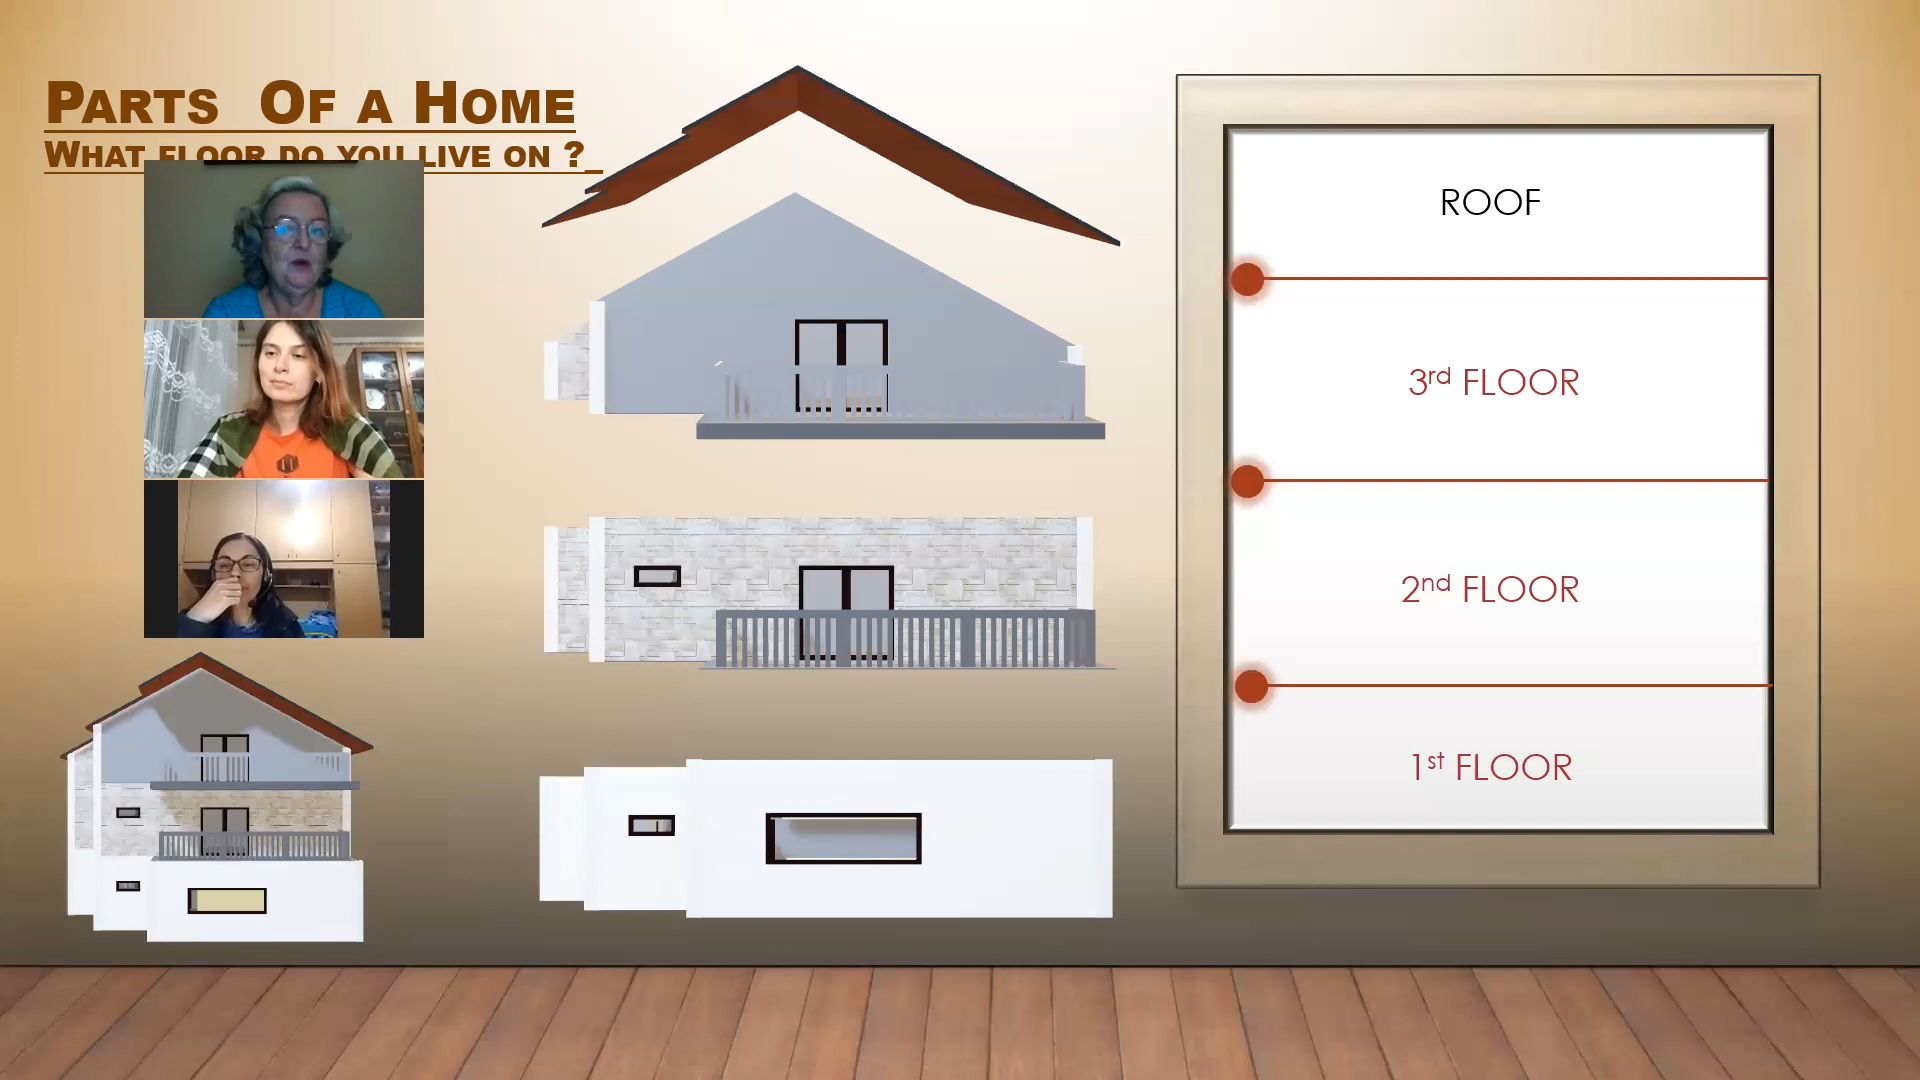 PARTS OF A HOME
WHAT FLOOR DO YOU LIVE ON ?_
ROOF
3rd FLOOR
2nd FLOOR
1st FLOOR